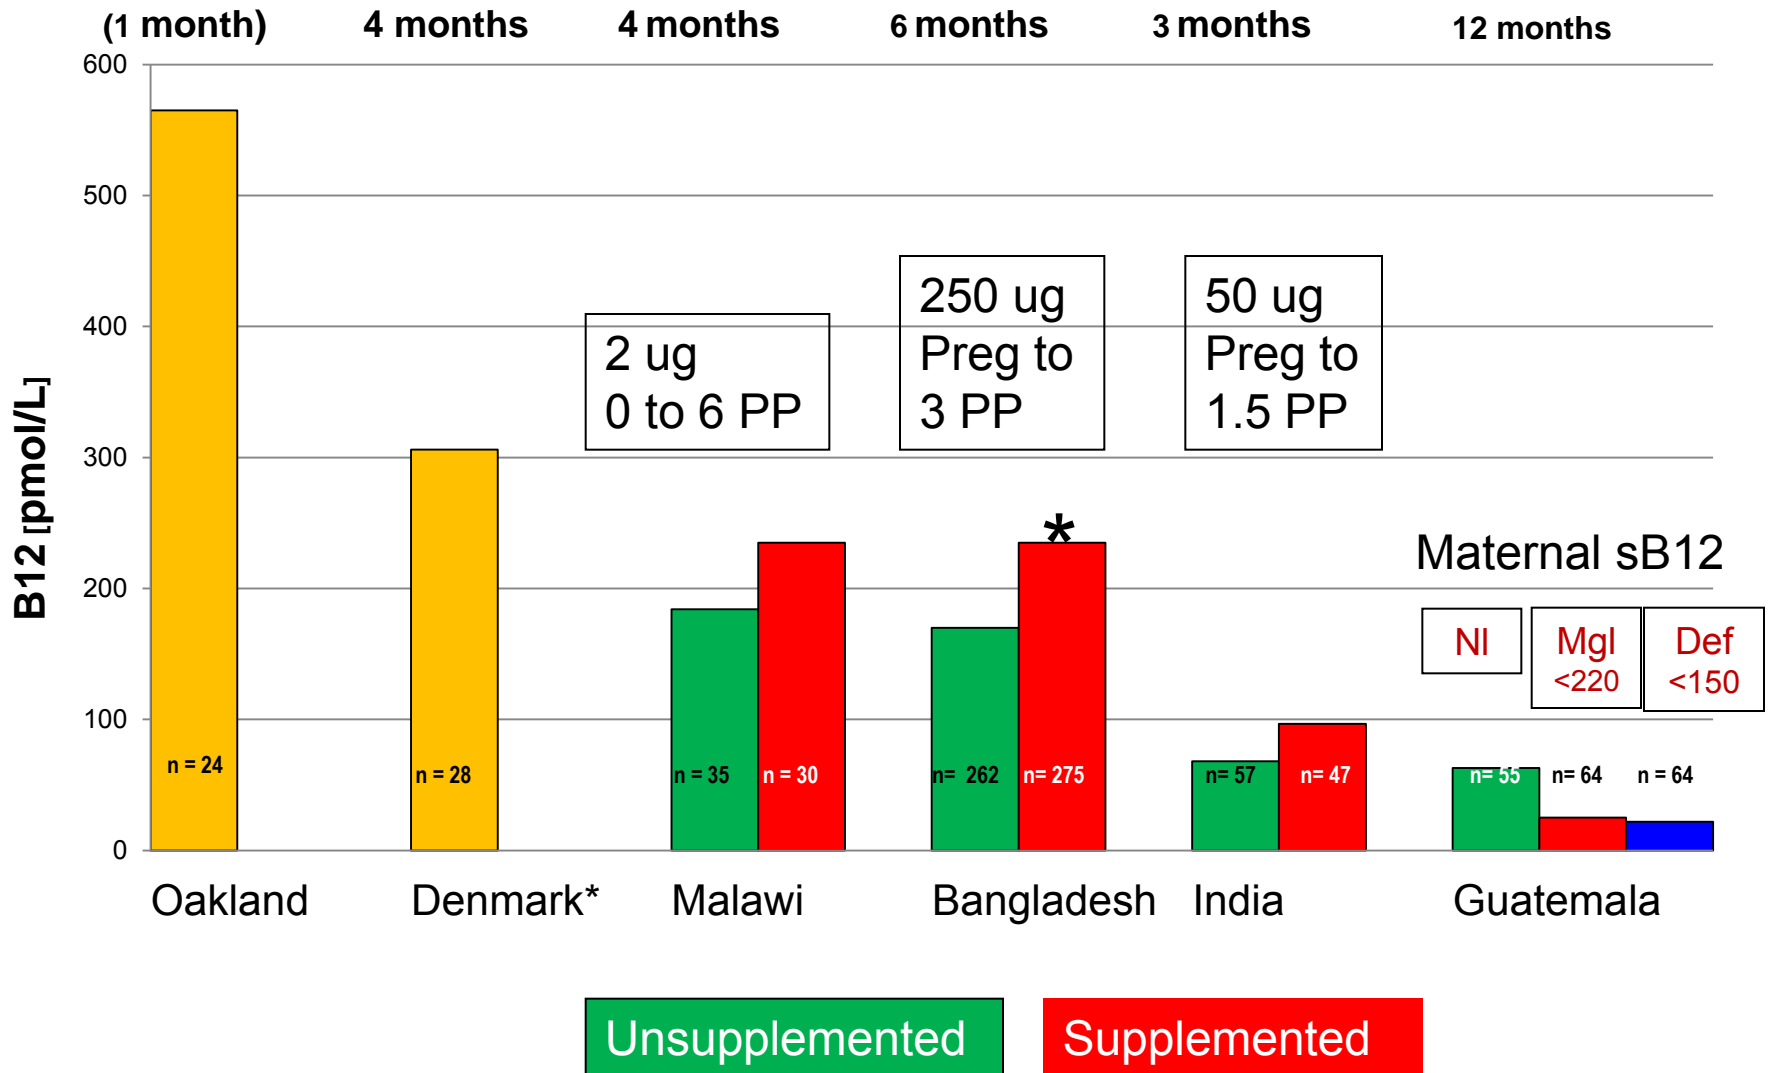 (1 month) 4 months 4 months 6 months 3 months 12 months
600
500
400
300
200
100
0
B12 [pmol/L]
2 ug
0 to 6 PP
250 ug
Preg to
3 PP
50 ug
Preg to
1.5 PP
*
Maternal sB12
Nl
Mgl
<220
Def
<150
n = 24
n = 28
n = 35
n = 30
n= 262
n= 275
n= 57
n= 47
n= 55
n= 64
n = 64
Oakland Denmark* Malawi Bangladesh India Guatemala
Unsupplemented
Supplemented